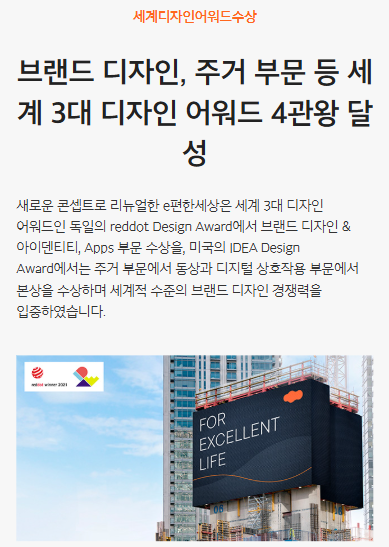 세계디자인어워드수상
브랜드 디자인, 주거 부문 등 세
계 3대 디자인 어워드 4관왕 달
성
새로운 콘셉트로 리뉴얼한 e편한세상은 세계 3대 디자인
어워드인 독일의 reddot Design Award에서 브랜드 디자인 &
아이덴티티, Apps 부문 수상을, 미국의 IDEA Design
Award에서는 주거 부문에서 동상과 디지털 상호작용 부문에서
본상을 수상하며 세계적 수준의 브랜드 디자인 경쟁력을
입증하였습니다.
reddot winner 2021
FOR
EXCELLENT
LIFE